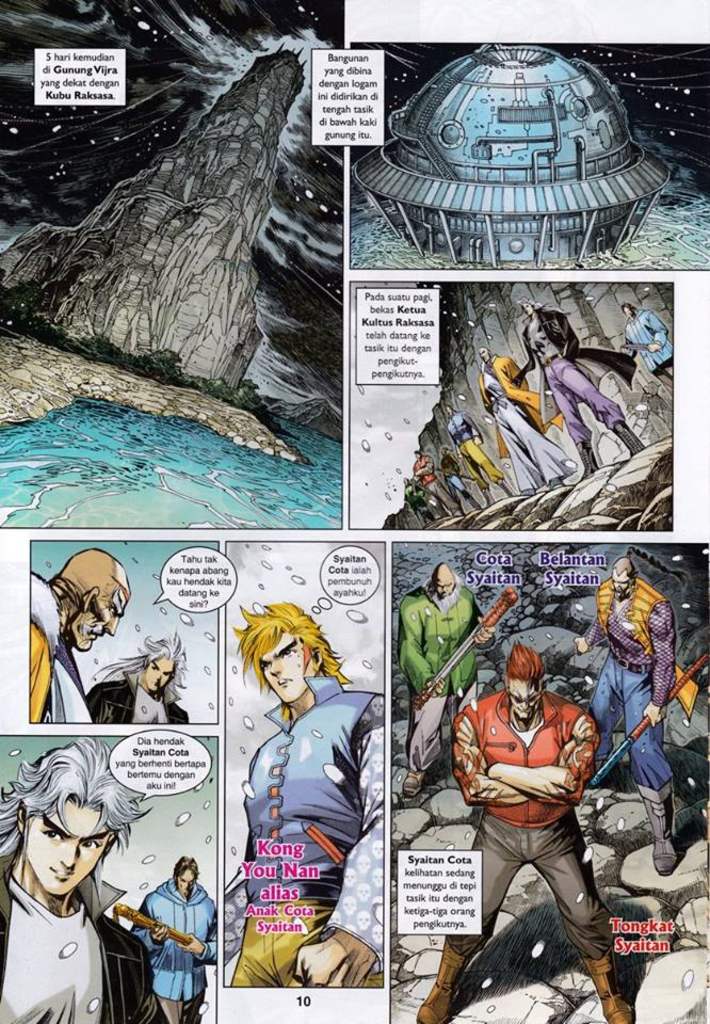 5 hari kemudian
di Gunung Vijra
yang dekat dengan
Kubu Raksasa.
Bangunan
yang dibina
dengan logam
ini didirikan di
tengah tasik
di bawah kaki
gunung itu.
Pada suatu pagi,
bekas Ketua
Kultus Raksasa
telah datang ke
tasik itu dengan
pengikut-
pengikutnya.
Tahu tak
kenapa abang
kau hendak kita
datang ke
sini?
Syaitan
Cota ialah
pembunuh
ayahku!
Dia hendak
Syaitan Cota
yang berhenti bertapa
bertemu dengan
aku ini!
Kong
You Nan
alias
Anak Cota
Syaitan
Cota
Syaitan
Belantan
Syaitan
Syaitan Cota
kelihatan sedang
menunggu di tepi
tasik itu dengan
ketiga-tiga orang
pengikutnya.
Tongkat
Syaitan
10